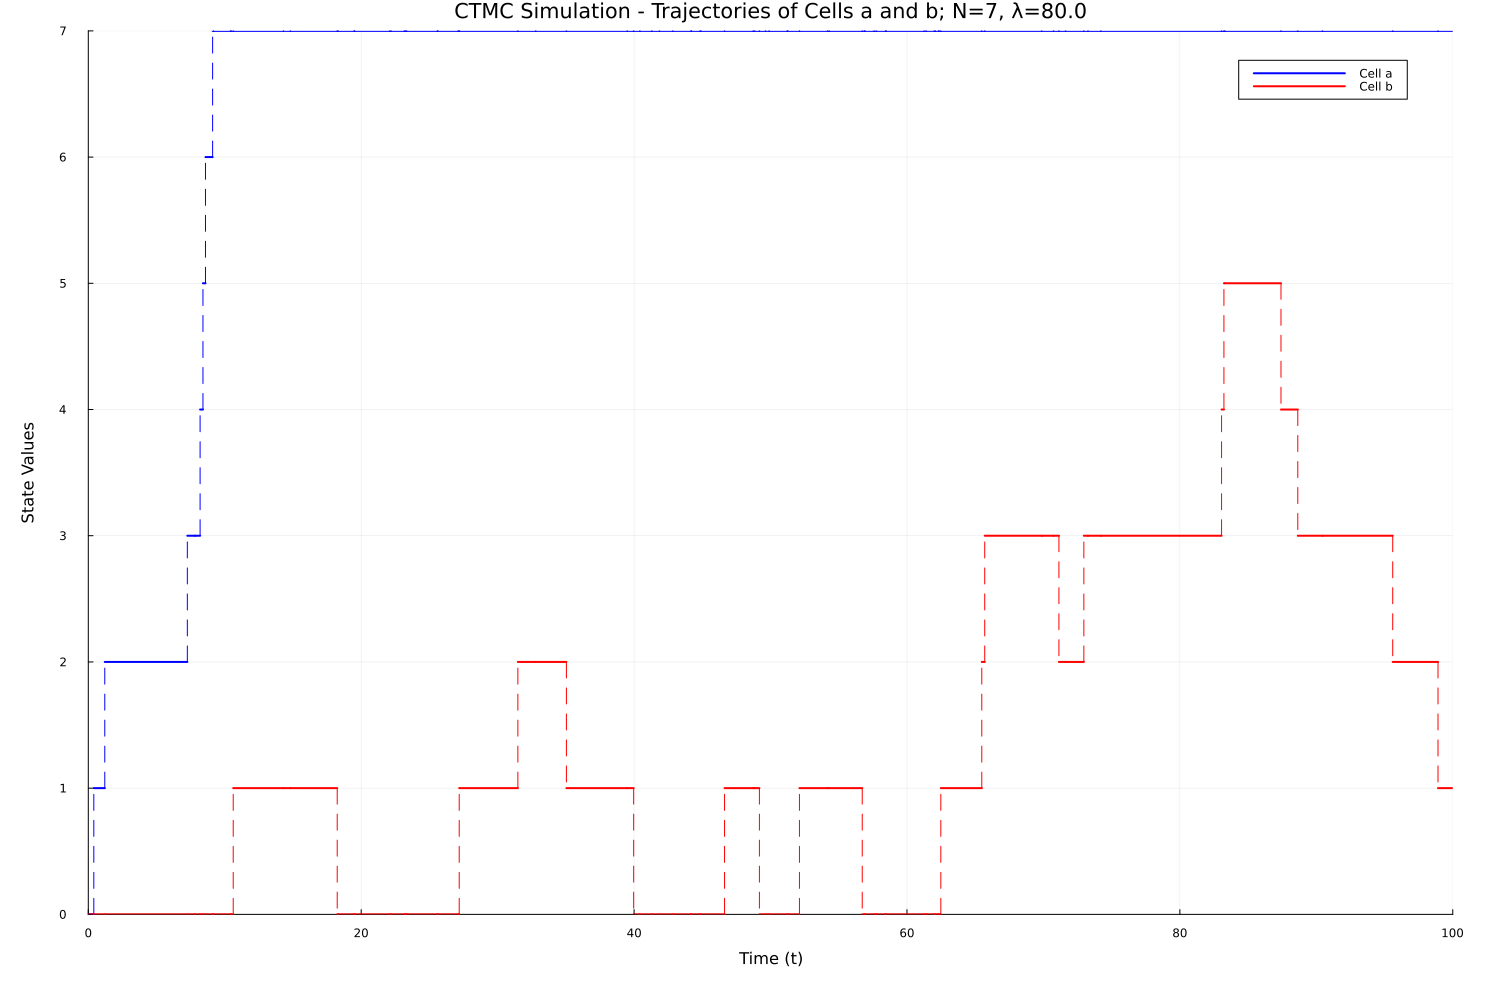 CTMC Simulation - Trajectories of Cells a and b; N=7, λ=80.0
Cell a
Cell b
State Values
7
6
5
4
3
2
1
0
0 20 40 60 80 100
Time (t)